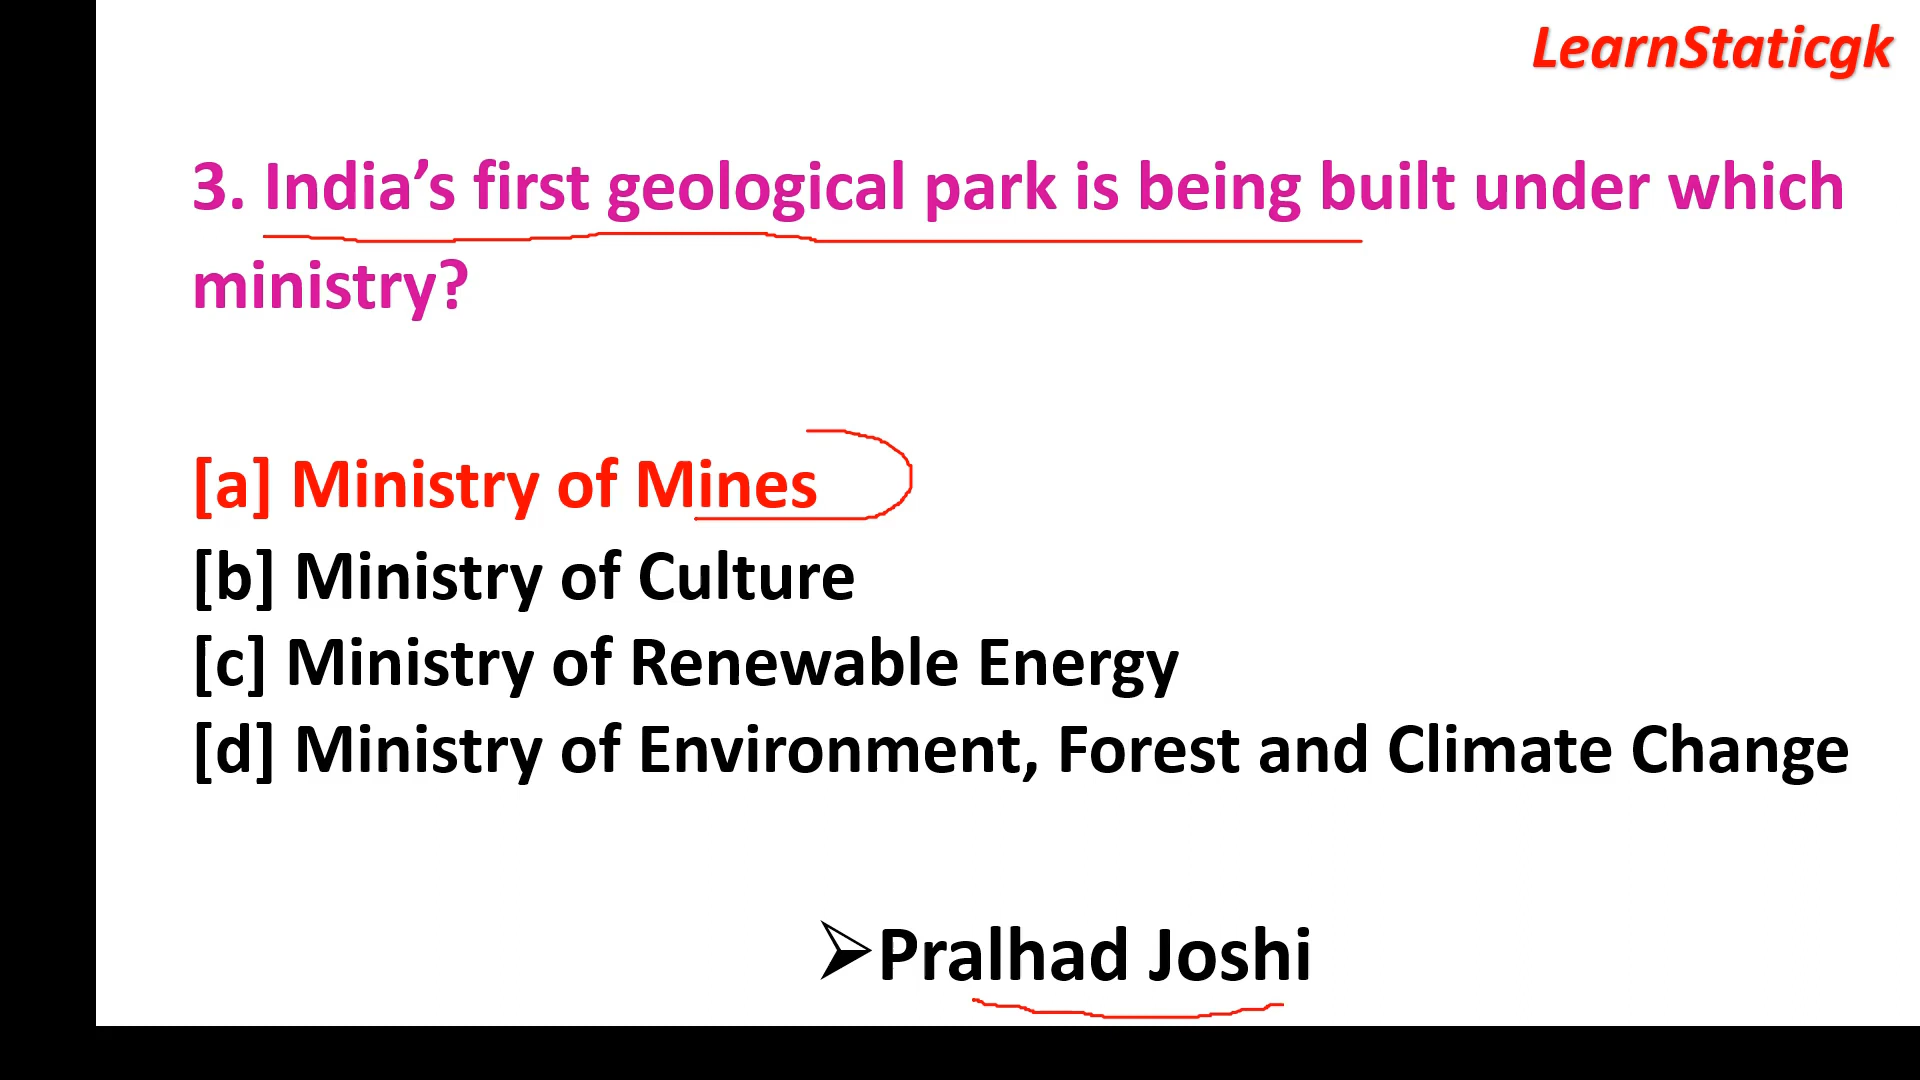 LearnStaticgk
3. India’s first geological park is being built under which
ministry?
[a] Ministry of Mines
[b] Ministry of Culture
[c] Ministry of Renewable Energy
[d] Ministry of Environment, Forest and Climate Change
➢Pralhad Joshi